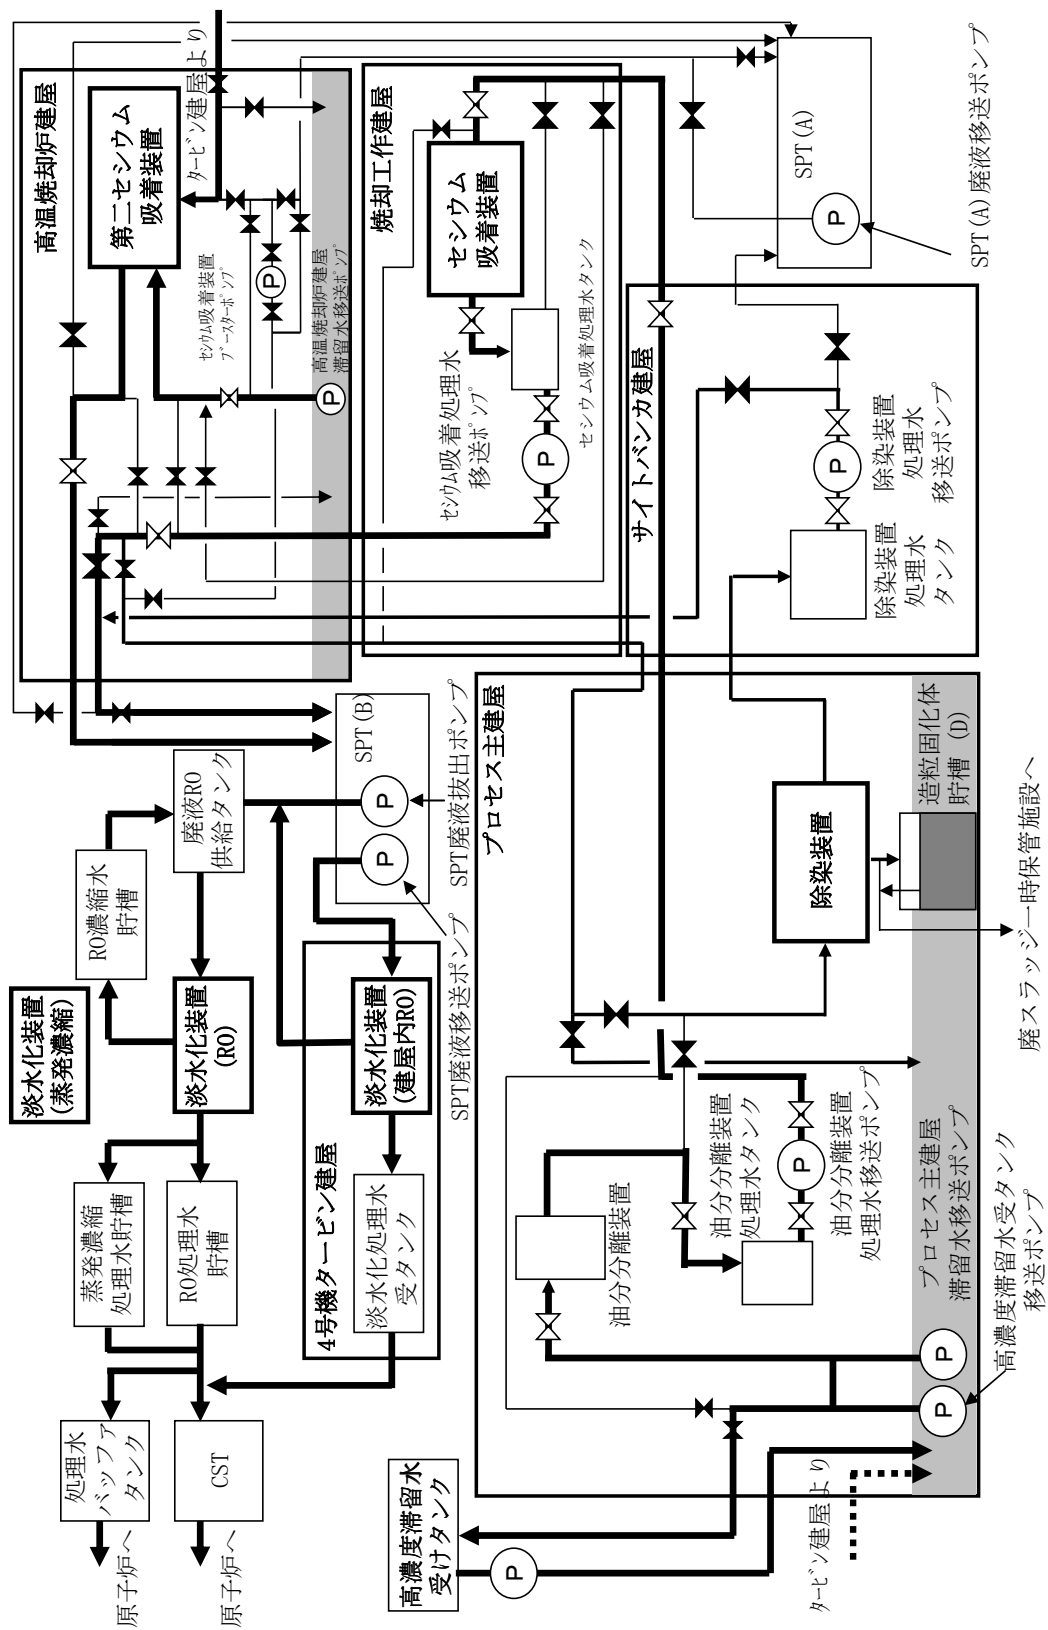 タービン建屋より
高温焼却炉建屋
第二セシウム
吸着装置
セシウム吸着装置
ブースターポンプ
高温焼却炉建屋
滞留水移送ポンプ
P
P
焼却工作建屋
セシウム
吸着装置
セシウム吸着処理水
移送ポンプ
セシウム吸着処理水タンク
P
SPT(A)
P
SPT(A)廃液移送ポンプ
サイトバンカ建屋
除染装置
処理水
移送ポンプ
P
除染装置
処理水
タンク
SPT(B)
P
P
SPT廃液抜出ポンプ
SPT廃液移送ポンプ
廃液RO
供給タンク
RO濃縮水
貯槽
淡水化装置
(蒸発濃縮)
淡水化装置
(RO)
淡水化装置
(建屋内RO)
4号機タービン建屋
淡水化処理水
受タンク
蒸発濃縮
処理水貯槽
RO処理水
貯槽
処理水
バッファ
タンク
CST
原子炉へ
原子炉へ
プロセス主建屋
除染装置
造粒固化体
貯槽(D)
廃スラッジ一時保管施設へ
油分分離装置
油分分離装置
処理水タンク
油分分離装置
処理水移送ポンプ
P
プロセス主建屋
滞留水移送ポンプ
P
P
高濃度滞留水受タンク
移送ポンプ
高濃度滞留水
受けタンク
P
タービン建屋より